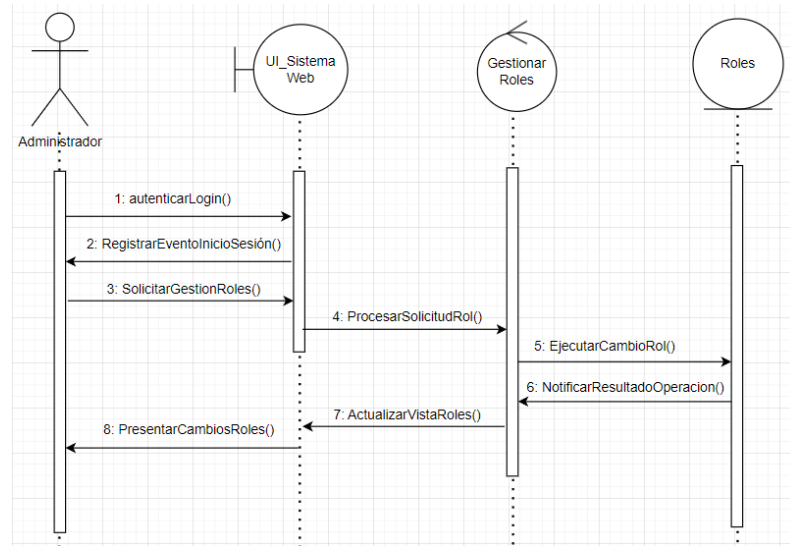 UI_Sistema
Web
Gestionar
Roles
Roles
Administrador
1: autenticarLogin()
2: RegistrarEventoInicioSesión()
3: SolicitarGestionRoles()
4: ProcesarSolicitudRol()
5: EjecutarCambioRol()
6: NotificarResultadoOperacion()
7: ActualizarVistaRoles()
8: PresentarCambiosRoles()